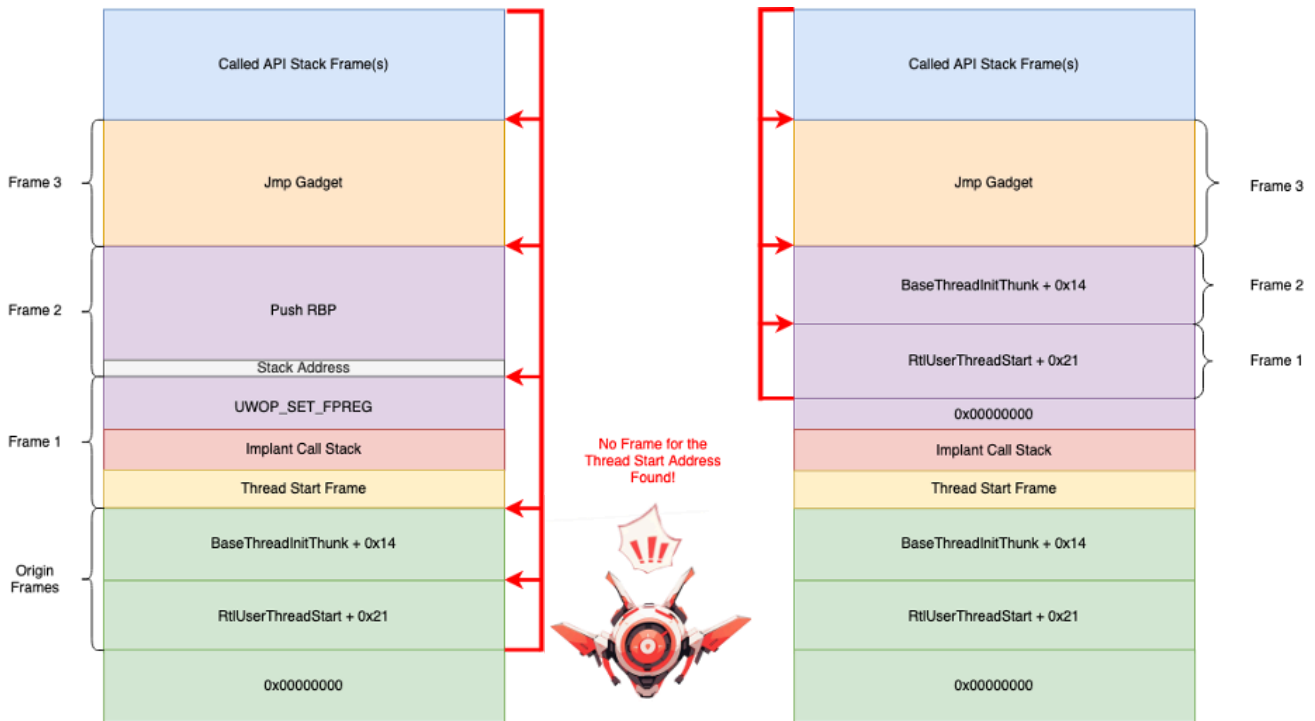 Called API Stack Frame(s)
Frame 3
Jmp Gadget
Frame 2
Push RBP
Stack Address
Frame 1
UWOP_SET_FPREG
Implant Call Stack
Thread Start Frame
Origin
Frames
BaseThreadInitThunk + 0x14
RtlUserThreadStart + 0x21
0x00000000
No Frame for the
Thread Start Address
Found!
!!!
Called API Stack Frame(s)
Jmp Gadget
Frame 3
BaseThreadInitThunk + 0x14
Frame 2
RtlUserThreadStart + 0x21
Frame 1
0x00000000
Implant Call Stack
Thread Start Frame
BaseThreadInitThunk + 0x14
RtlUserThreadStart + 0x21
0x00000000